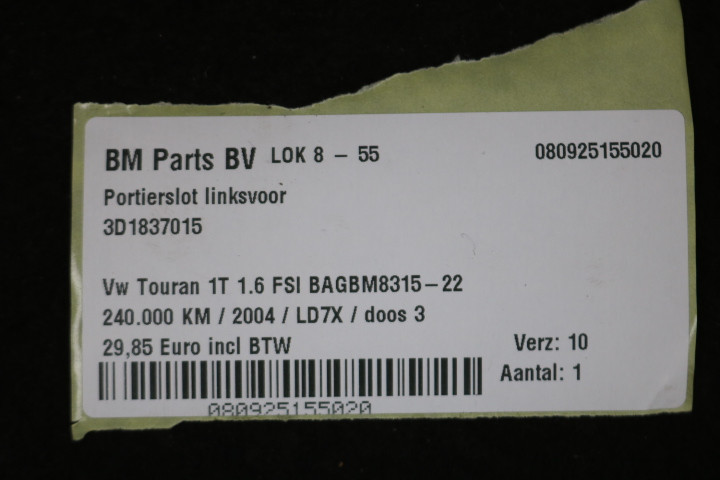 BM Parts BV LOK 8 - 55 080925155020
Portierslot linksvoor
3D1837015
Vw Touran 1T 1.6 FSI BAGBM8315-22
240.000 KM / 2004 / LD7X / doos 3
29,85 Euro incl BTW Verz: 10
Aantal: 1
080925155020